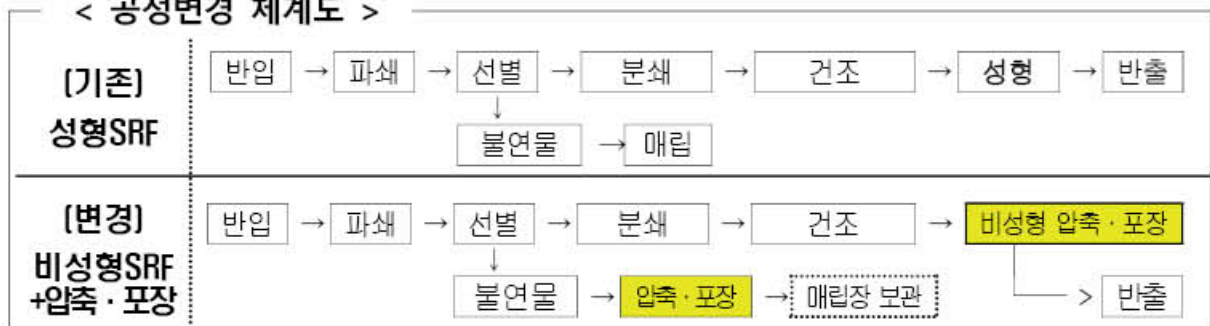 < 공정변경 체계도 >
(기존)
성형SRF
반입 → 파쇄 → 선별 → 분쇄 → 건조 → 성형 → 반출
↓
불연물 → 매립
(변경)
비성형SRF
+압축·포장
반입 → 파쇄 → 선별 → 분쇄 → 건조 → 비성형 압축·포장
↓
불연물 → 압축·포장 → 매립장 보관
> 반출